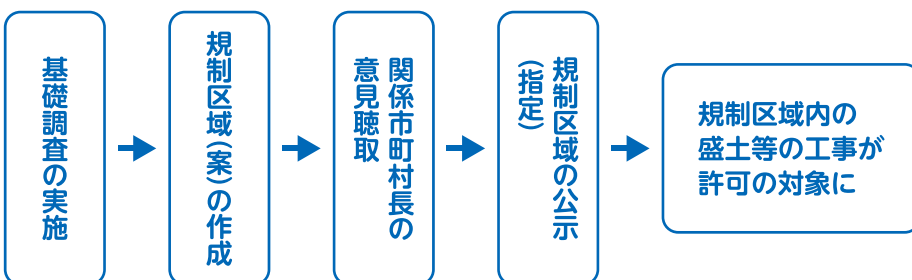 基礎調査の実施
規制区域(案)の作成
関係市町村長の
意見聴取
規制区域の公示
(指定)
規制区域内の
盛土等の工事が
許可の対象に